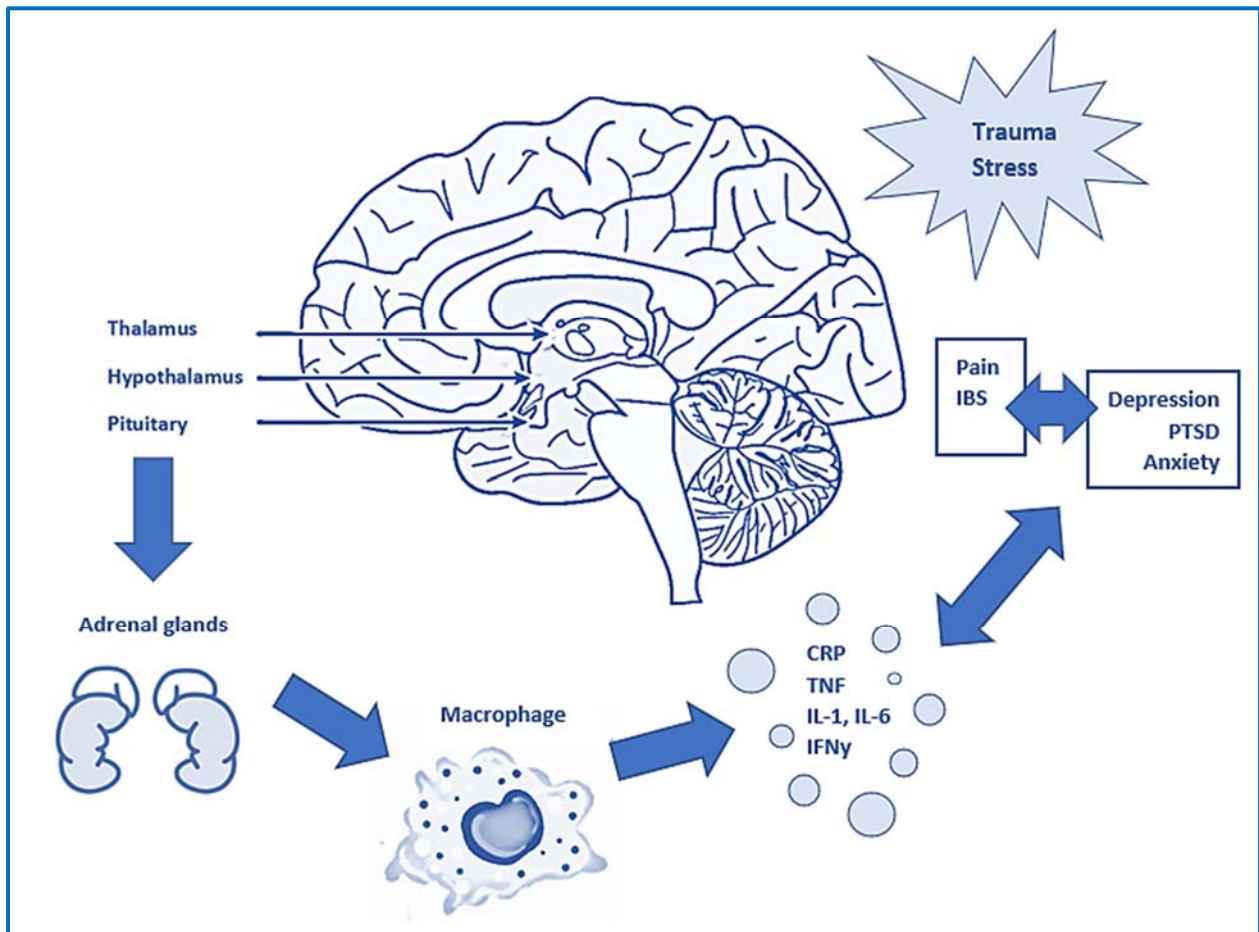 Trauma
Stress
Thalamus
Hypothalamus
Pituitary
Pain
IBS
Depression
PTSD
Anxiety
Adrenal glands
Macrophage
CRP
TNF
IL-1, IL-6
IFNy